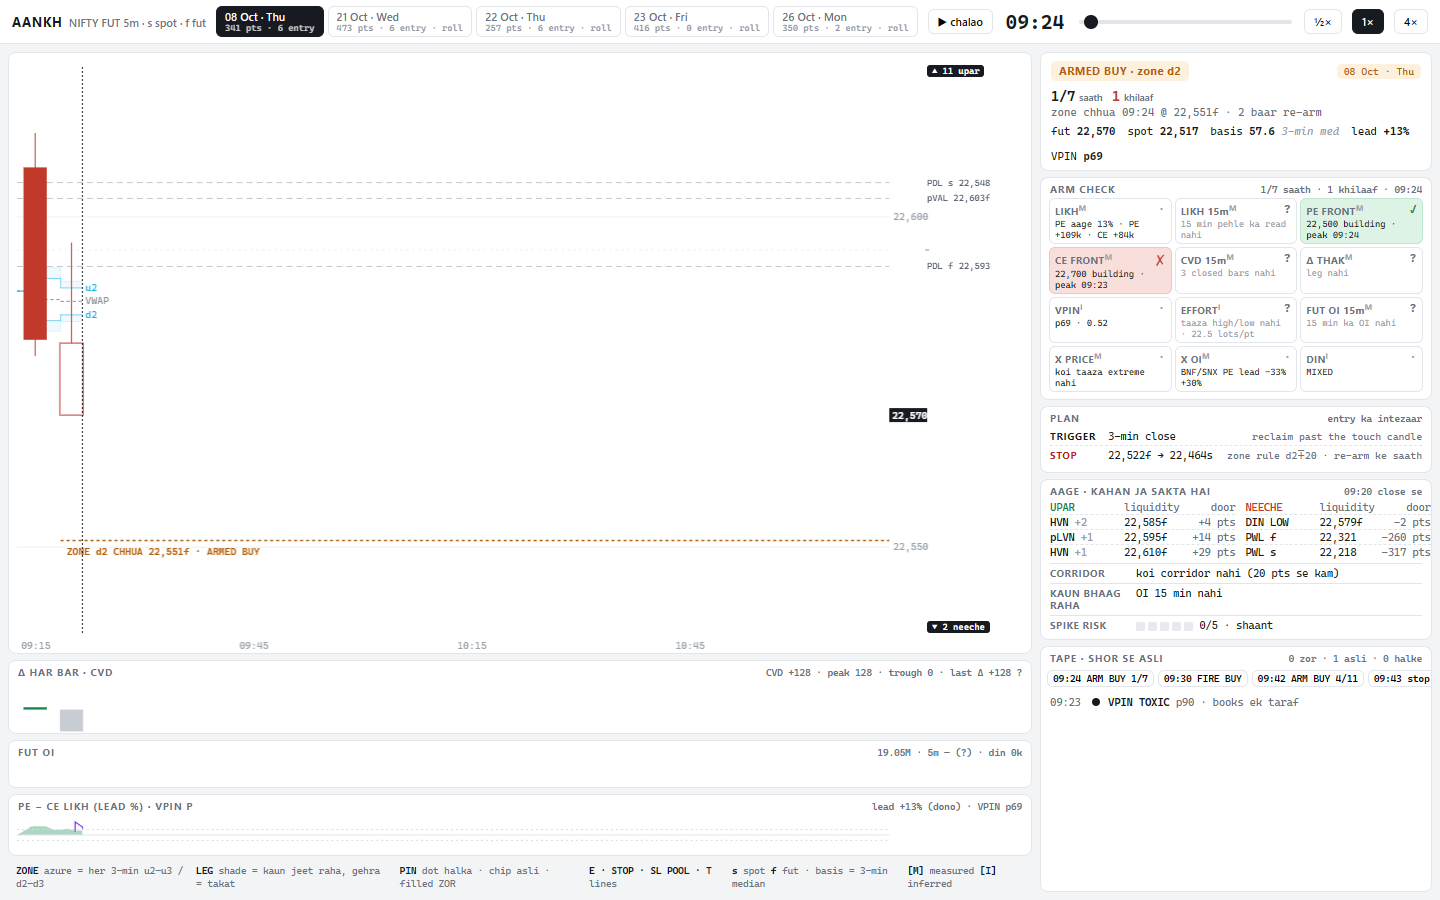 AANKH NIFTY FUT 5m · s spot · f fut
08 Oct · Thu
341 pts · 6 entry · roll
21 Oct · Wed
473 pts · 6 entry · roll
22 Oct · Thu
257 pts · 6 entry · roll
23 Oct · Fri
416 pts · 0 entry · roll
26 Oct · Mon
350 pts · 2 entry · roll
▶ chalao
09:24
½×
1×
4×
▲ 11 upar
PDL s 22,548
pVAL 22,603f
22,600
PDL f 22,593
u2
VWAP
d2
22,570
ZONE d2 CHHUA 22,551f · ARMED BUY
22,550
▼ 2 neeche
09:15
09:45
10:15
10:45
Δ HAR BAR · CVD
CVD +128 · peak 128 · trough 0 · last Δ +128 ?
FUT OI
19.05M · 5m — (?) · din 0k
PE − CE LIKH (LEAD %) · VPIN P
lead +13% (dono) · VPIN p69
ZONE azure = her 3-min u2-u3 /
d2-d3
LEG shade = kaun jeet raha, gehra
= takat
PIN dot halka · chip asli ·
filled ZOR
E · STOP · SL POOL · T
lines
s spot f fut · basis = 3-min
median
[M] measured [I]
inferred
ARMED BUY · zone d2
08 Oct · Thu
1/7 saath 1 khilaaf
zone chhua 09:24 @ 22,551f · 2 baar re-arm
fut 22,570 spot 22,517 basis 57.6 3-min med lead +13%
VPIN p69
ARM CHECK
1/7 saath · 1 khilaaf · 09:24
LIKH M ·
PE aage 13% · PE
+109k · CE +84k
LIKH 15m M ?
15 min pehle ka read
nahi
PE FRONT M ✓
22,500 building ·
peak 09:24
CE FRONT M ✗
22,700 building ·
peak 09:23
CVD 15m M ?
3 closed bars nahi
Δ THAK M ?
leg nahi
VPIN I ·
p69 · 0.52
EFFORT I ?
taaza high/low nahi
· 22.5 lots/pt
FUT OI 15m M ?
15 min ka OI nahi
X PRICE M ·
koi taaza extreme
nahi
X OI M ·
BNF/SNX PE lead −33%
+30%
DIN I ·
MIXED
PLAN
entry ka intezaar
TRIGGER 3-min close reclaim past the touch candle
STOP 22,522f → 22,464s zone rule d2∓20 · re-arm ke saath
AAGE · KAHAN JA SAKTA HAI
09:20 close se
UPAR liquidity door NEECHE liquidity door
HVN +2 22,585f +4 pts DIN LOW 22,579f −2 pts
pLVN +1 22,595f +14 pts PWL f 22,321 −260 pts
HVN +1 22,610f +29 pts PWL s 22,218 −317 pts
CORRIDOR koi corridor nahi (20 pts se kam)
KAUN BHAAG
RAHA
OI 15 min nahi
SPIKE RISK 0/5 · shaant
TAPE · SHOR SE ASLI
0 zor · 1 asli · 0 halke
09:24 ARM BUY 1/7
09:30 FIRE BUY
09:42 ARM BUY 4/11
09:43 stop
09:23 ● VPIN TOXIC p90 · books ek taraf